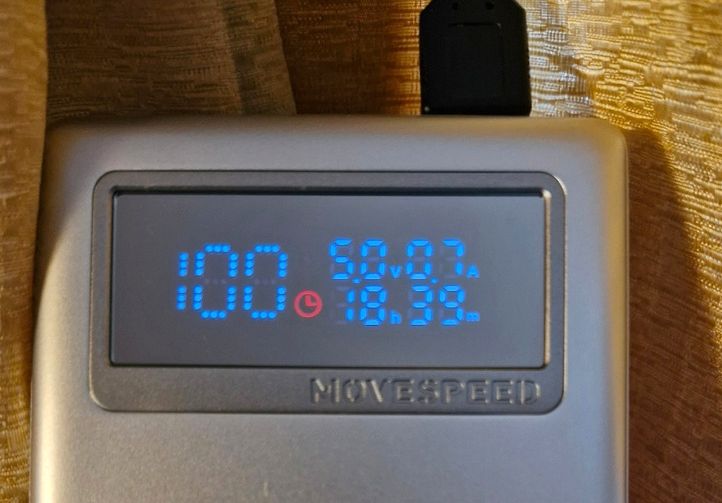 100
5.0V 0.7A
18h 39m
MOVESPEED